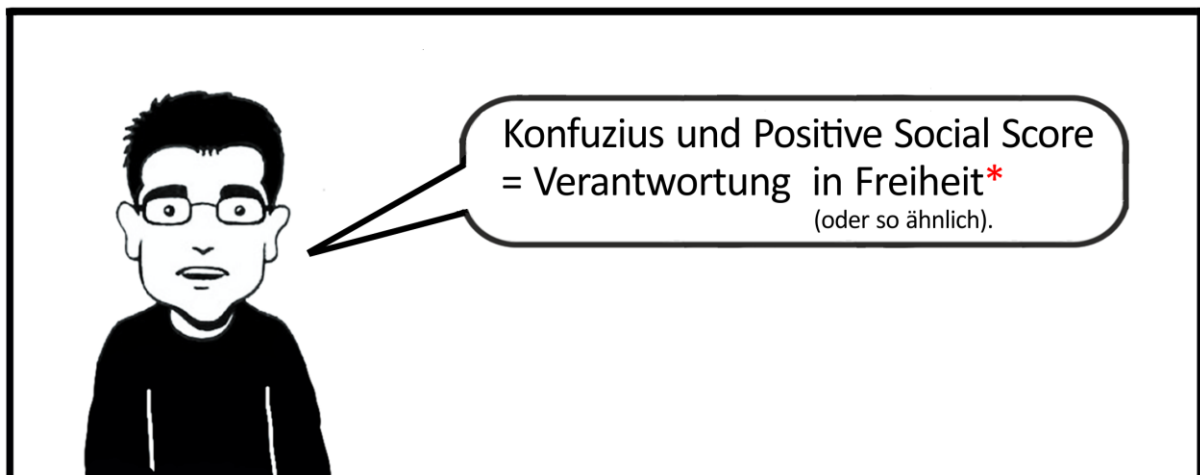 Konfuzius und Positive Social Score
= Verantwortung in Freiheit*
(oder so ähnlich).